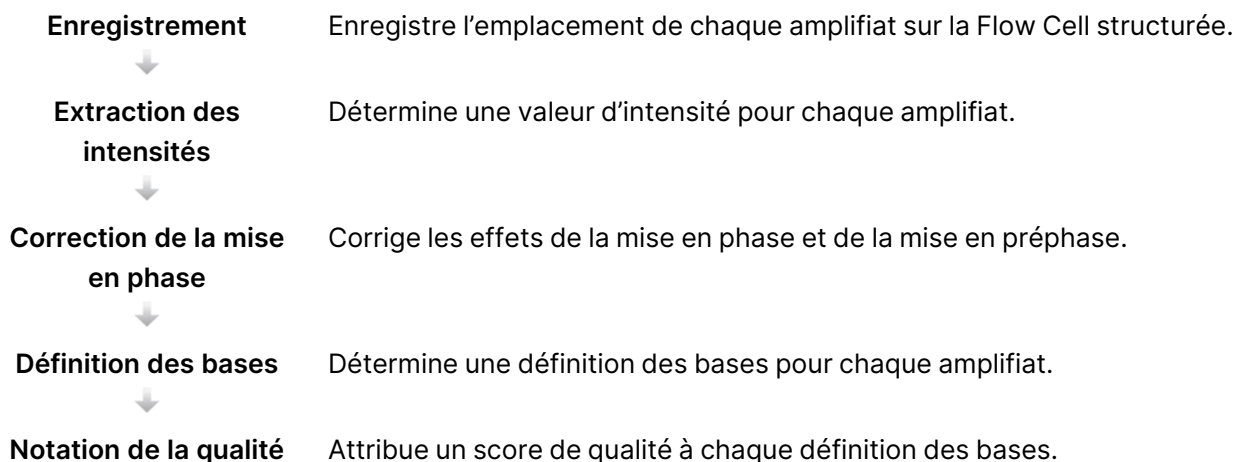 Enregistrement Enregistre l’emplacement de chaque amplifiat sur la Flow Cell structurée.
Extraction des Détermine une valeur d’intensité pour chaque amplifiat.
intensités
Correction de la mise Corrige les effets de la mise en phase et de la mise en préphase.
en phase
Définition des bases Détermine une définition des bases pour chaque amplifiat.
Notation de la qualité Attribue un score de qualité à chaque définition des bases.